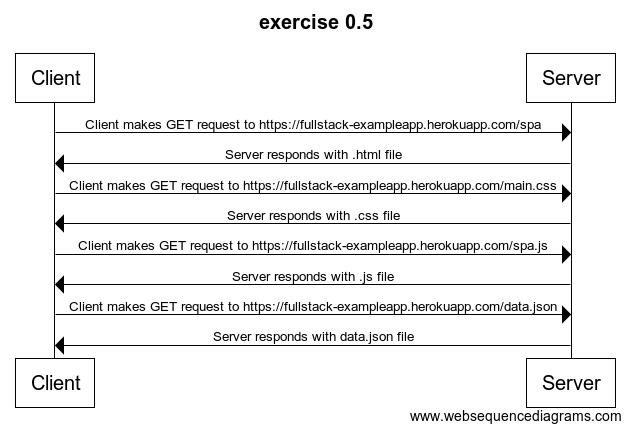 exercise 0.5
Client Server
Client makes GET request to https://fullstack-exampleapp.herokuapp.com/spa
Server responds with .html file
Client makes GET request to https://fullstack-exampleapp.herokuapp.com/main.css
Server responds with .css file
Client makes GET request to https://fullstack-exampleapp.herokuapp.com/spa.js
Server responds with .js file
Client makes GET request to https://fullstack-exampleapp.herokuapp.com/data.json
Server responds with data.json file
Client Server
www.websequencediagrams.com